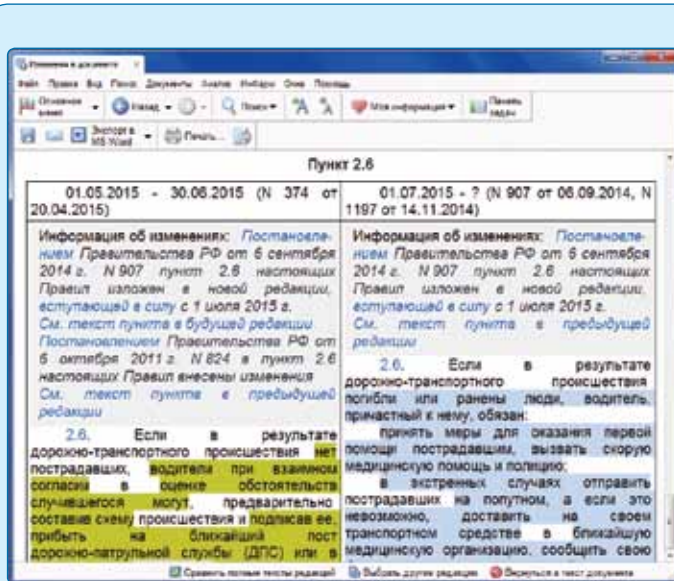 Изменения в документе
Файл Правка Вид Поиск Документы Анализ Избранное Окна Помощь
Основное меню Назад Поиск Моя информация Панель задач
Экспорт в MS-Word Печать...
Пункт 2.6
01.05.2015 - 30.06.2015 (N 374 от
20.04.2015)
Информация об изменениях: Постановле-
нием Правительства РФ от 6 сентября
2014 г. N 907 пункт 2.6 настоящих
Правил изложен в новой редакции,
вступающей в силу с 1 июля 2015 г.
См. текст пункта в будущей редакции
Постановлением Правительства РФ от
6 октября 2011 г. N 824 в пункт 2.6
настоящих Правил внесены изменения
См. текст пункта в предыдущей
редакции
2.6. Если в результате
дорожно-транспортного происшествия нет
пострадавших, водители при взаимном
согласии в оценке обстоятельств
случившегося могут, предварительно
составив схему происшествия и подписав ее,
прибыть на ближайший пост
дорожно-патрульной службы (ДПС) или в
01.07.2015 - ? (N 907 от 06.09.2014, N
1197 от 14.11.2014)
Информация об изменениях: Постановле-
нием Правительства РФ от 6 сентября
2014 г. N 907 пункт 2.6 настоящих
Правил изложен в новой редакции,
вступающей в силу с 1 июля 2015 г.
См. текст пункта в предыдущей
редакции
2.6. Если в результате
дорожно-транспортного происшествия
погибли или ранены люди, водитель,
причастный к нему, обязан:
принять меры для оказания первой
помощи пострадавшим, вызвать скорую
медицинскую помощь и полицию;
в экстренных случаях отправить
пострадавших на попутном, а если это
невозможно, доставить на своем
транспортном средстве в ближайшую
медицинскую организацию, сообщить свою
Сравнить полные тексты редакций Выбрать другие редакции Вернуться в текст документа